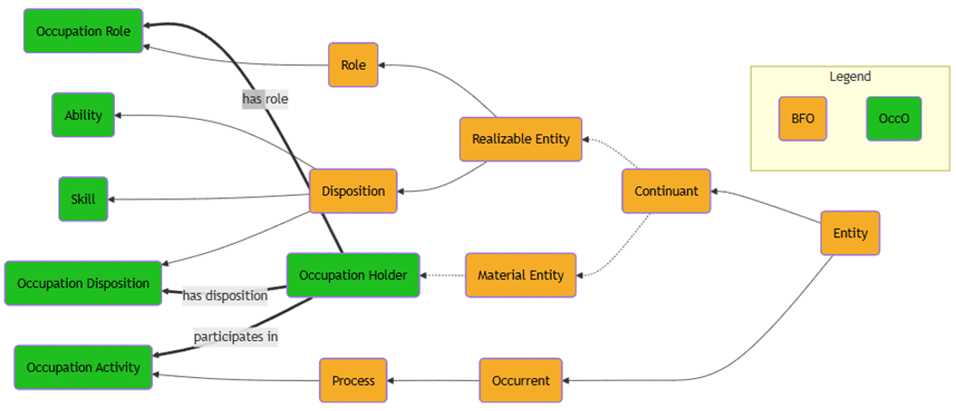 Occupation Role
Role
Legend
has role
BFO
OccO
Ability
Realizable Entity
Skill
Disposition
Continuant
Entity
Occupation Disposition
Occupation Holder
Material Entity
has disposition
participates in
Occupation Activity
Process
Occurrent